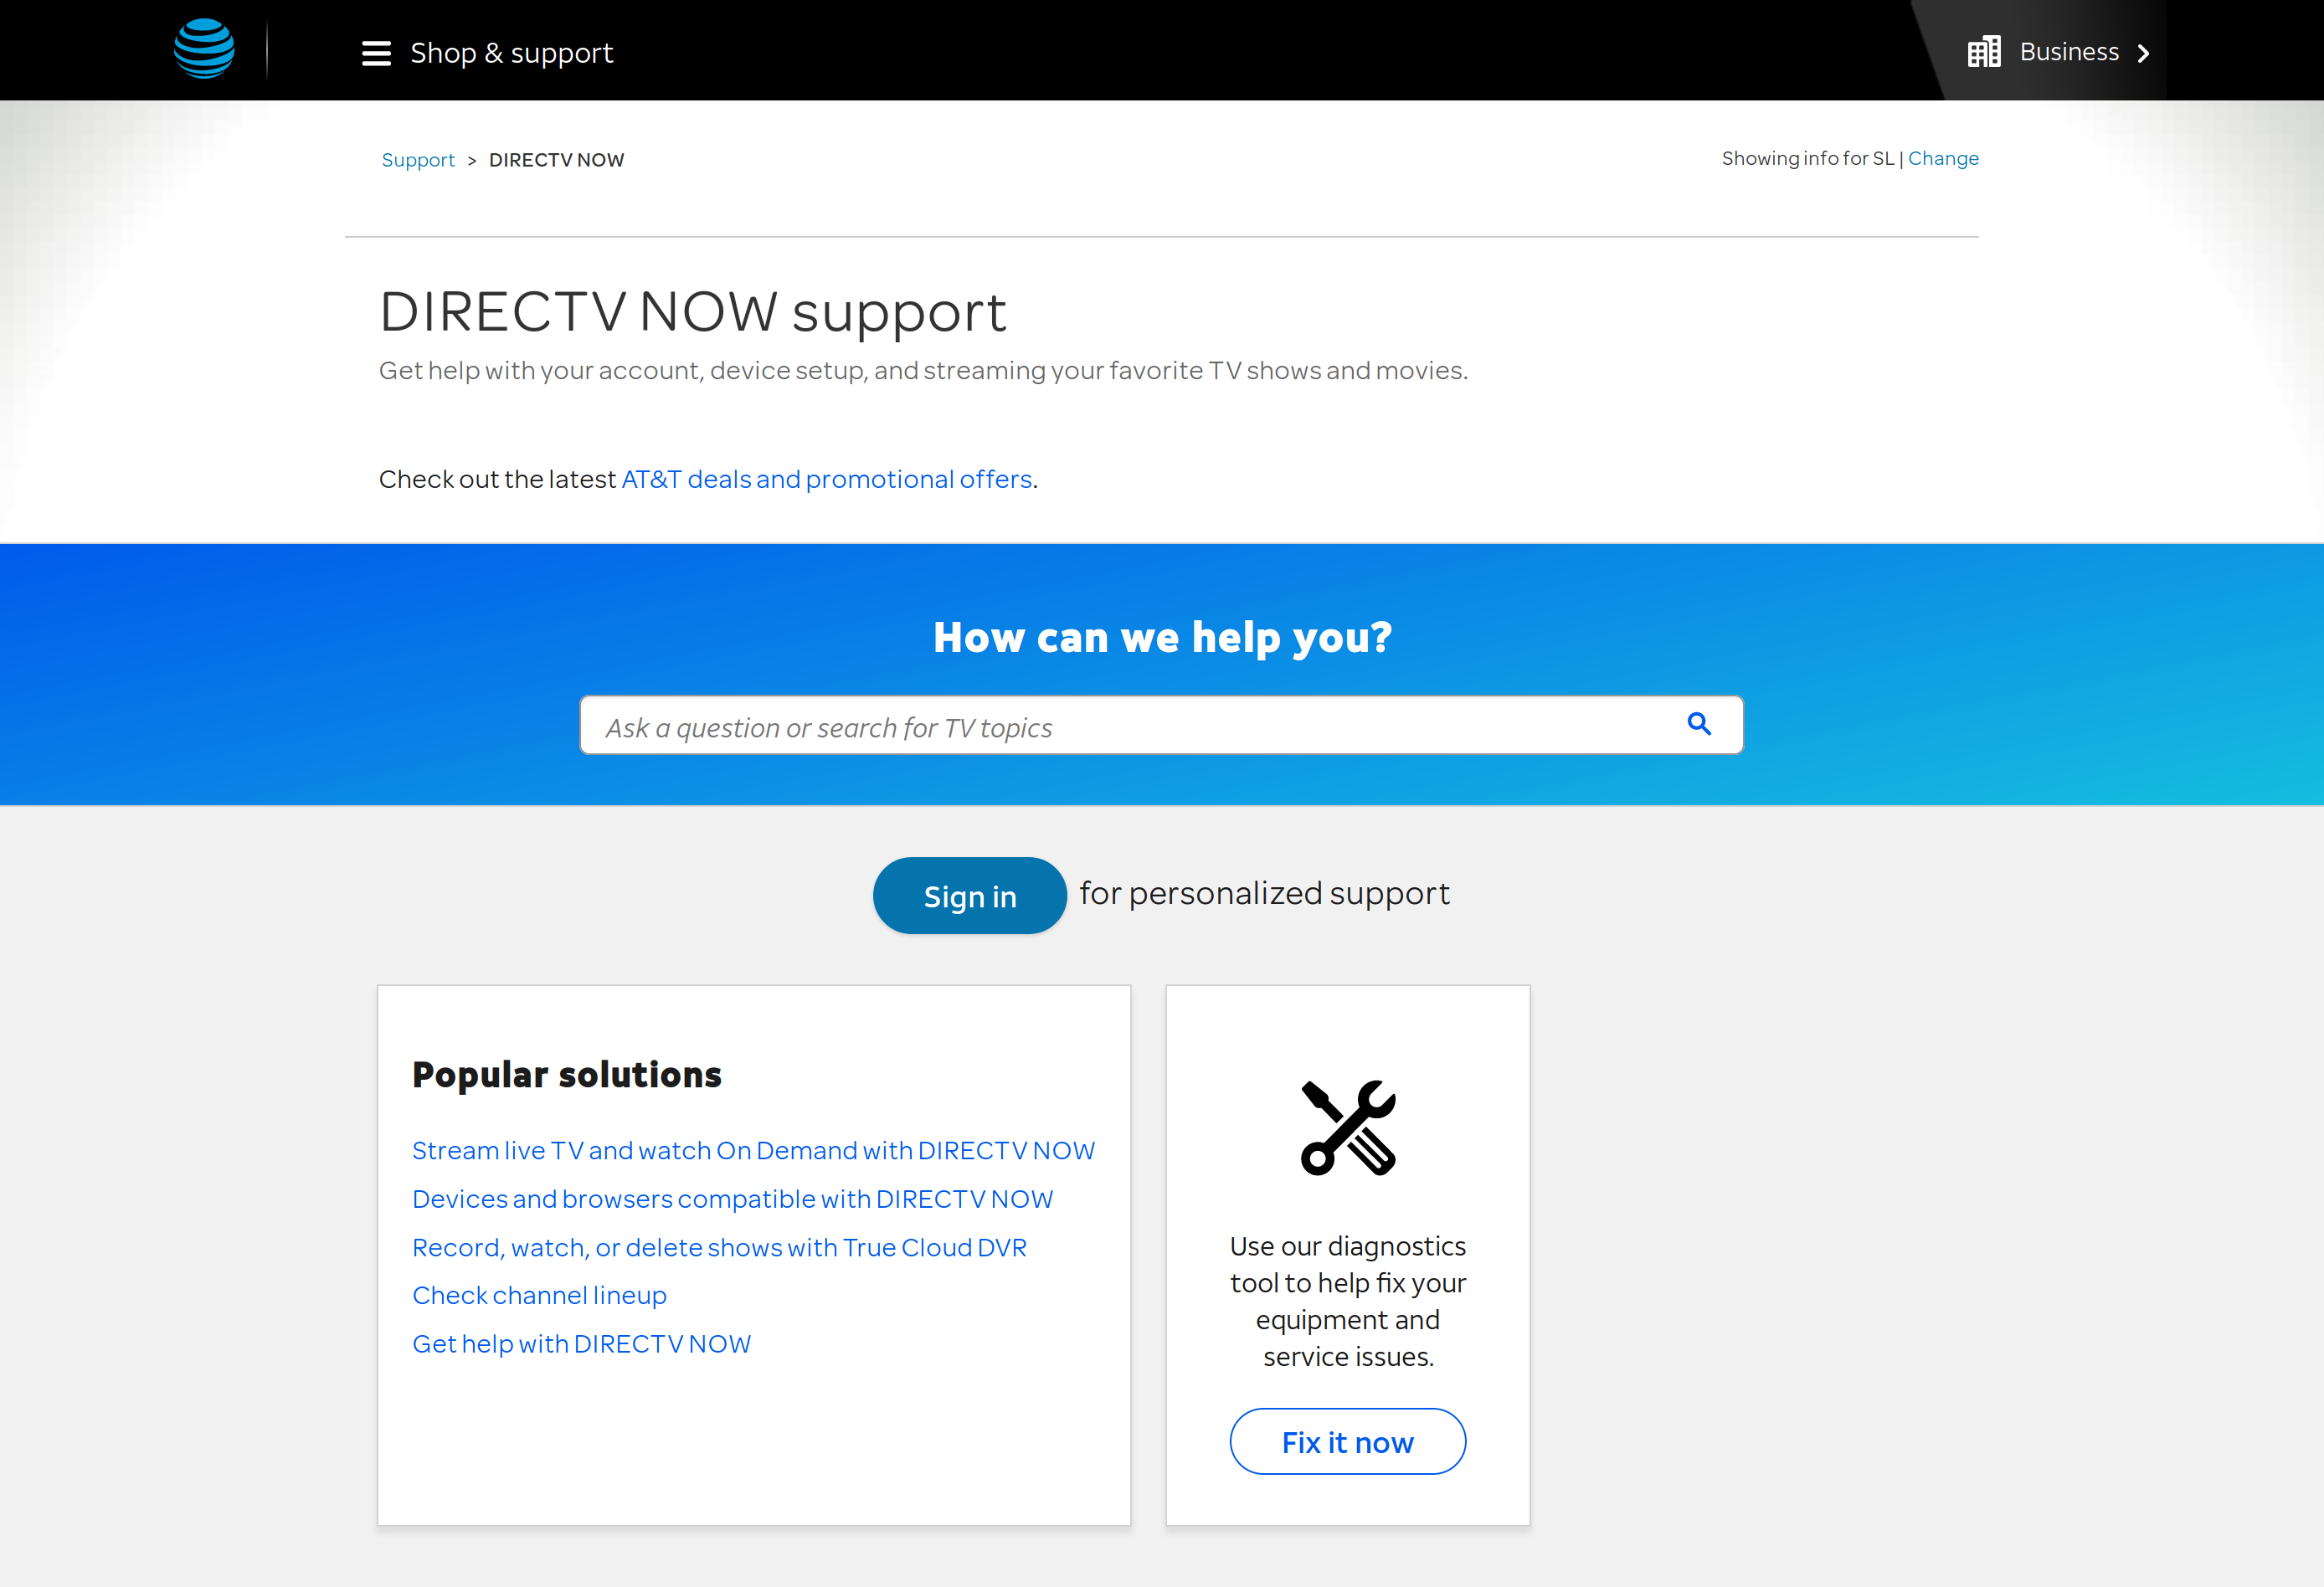 Shop & support
Business
Support > DIRECTV NOW
Showing info for SL | Change
DIRECTV NOW support
Get help with your account, device setup, and streaming your favorite TV shows and movies.
Check out the latest AT&T deals and promotional offers.
How can we help you?
Ask a question or search for TV topics
Sign in for personalized support
Popular solutions
Stream live TV and watch On Demand with DIRECTV NOW
Devices and browsers compatible with DIRECTV NOW
Record, watch, or delete shows with True Cloud DVR
Check channel lineup
Get help with DIRECTV NOW
Use our diagnostics
tool to help fix your
equipment and
service issues.
Fix it now